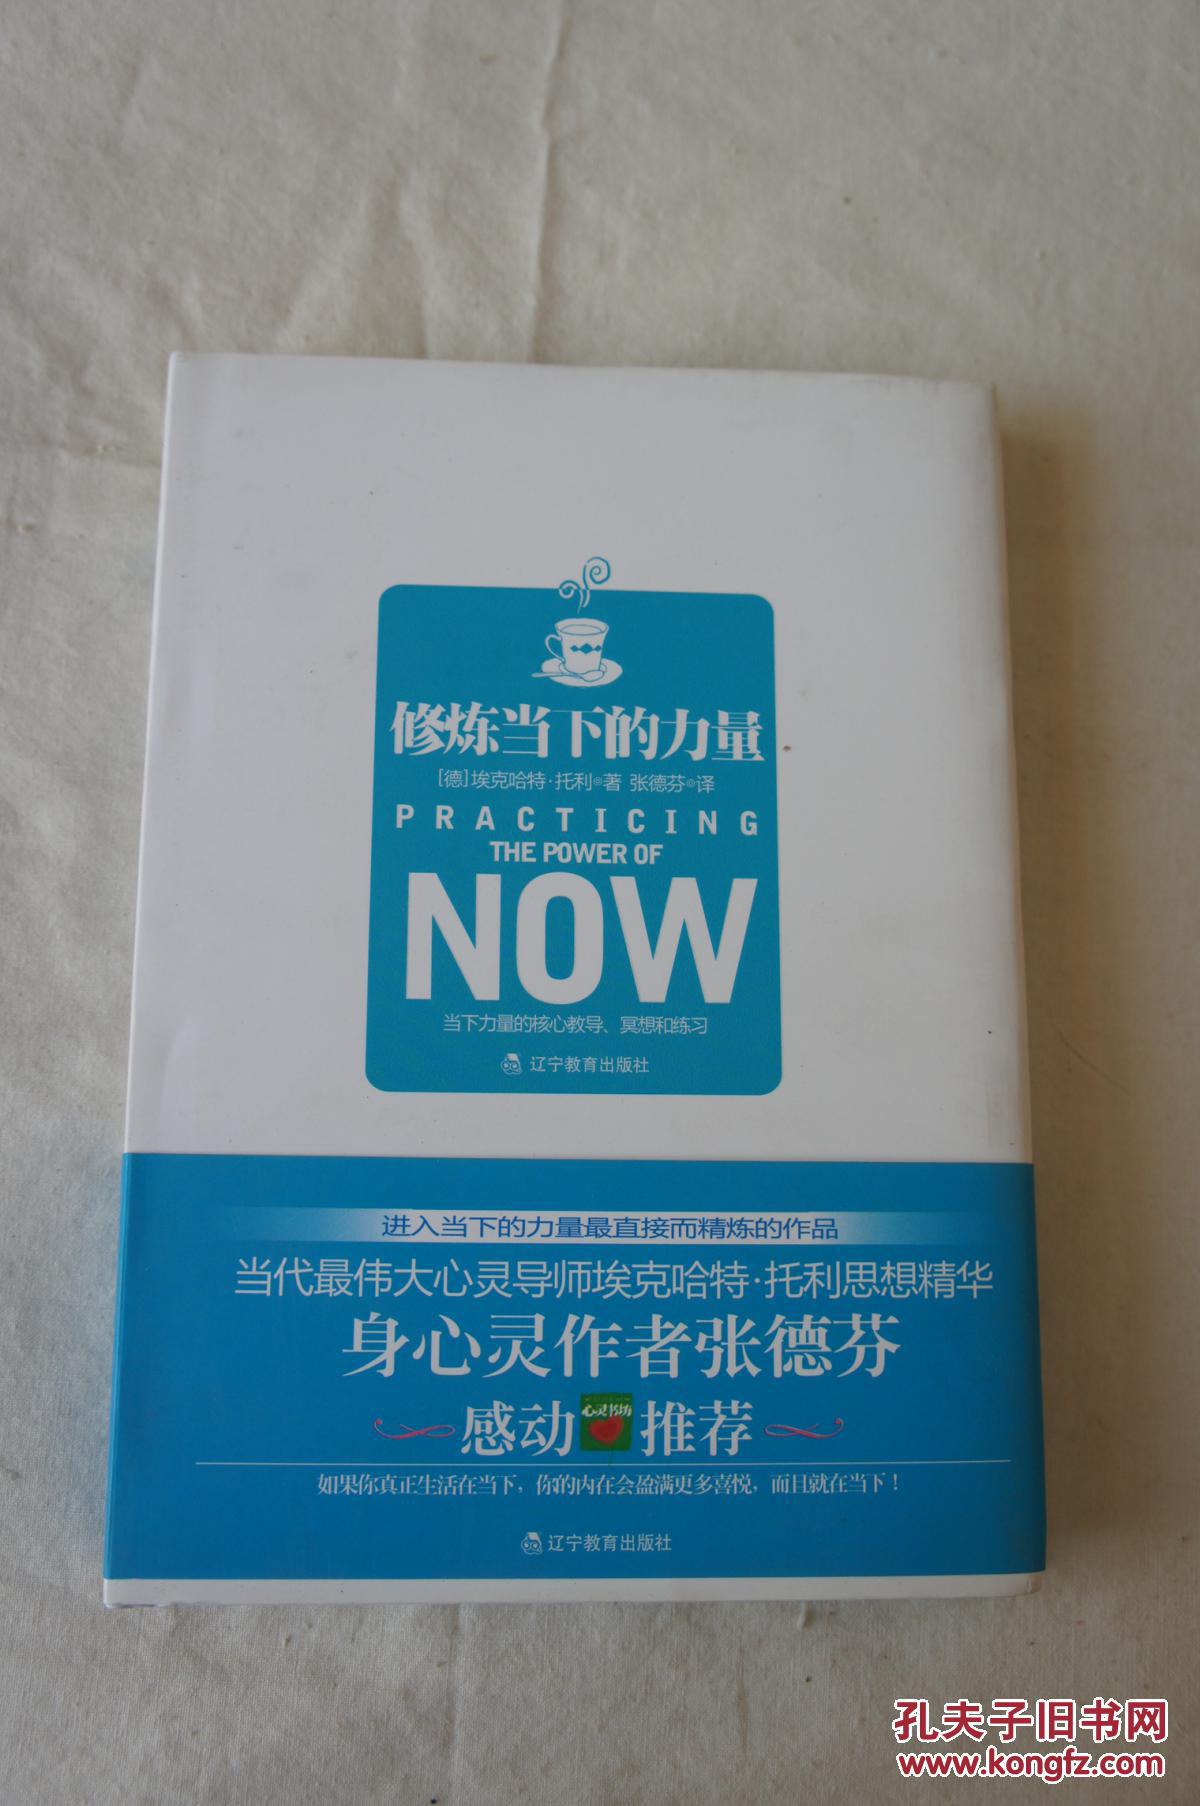 修炼当下的力量
[德]埃克哈特·托利◎著 张德芬◎译
PRACTICING
THE POWER OF
NOW
当下力量的核心教导、冥想和练习
辽宁教育出版社
进入当下的力量最直接而精炼的作品
当代最伟大心灵导师埃克哈特·托利思想精华
身心灵作者张德芬
感动 心灵书坊 推荐
如果你真正生活在当下，你的内在会盈满更多喜悦，而且就在当下！
辽宁教育出版社
孔夫子旧书网
www.kongfz.com